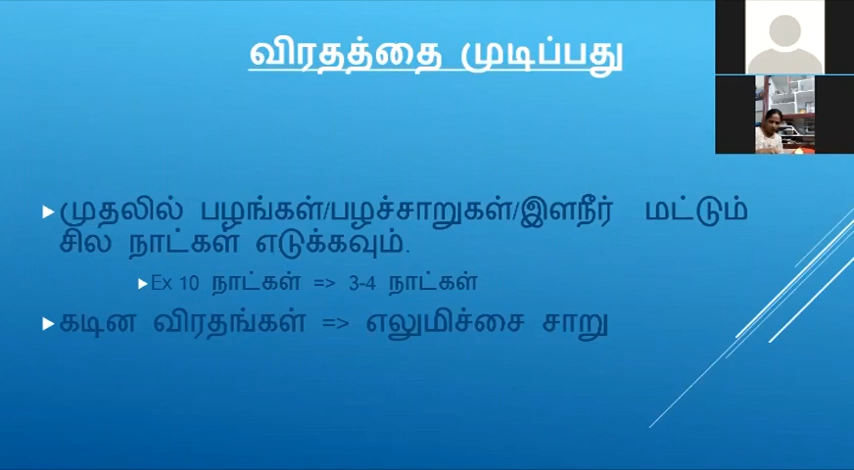 விரதத்தை முடிப்பது
முதலில் பழங்கள்/பழச்சாறுகள்/இளநீர் மட்டும்
சில நாட்கள் எடுக்கவும்.
Ex 10 நாட்கள் => 3-4 நாட்கள்
கடின விரதங்கள் => எலுமிச்சை சாறு